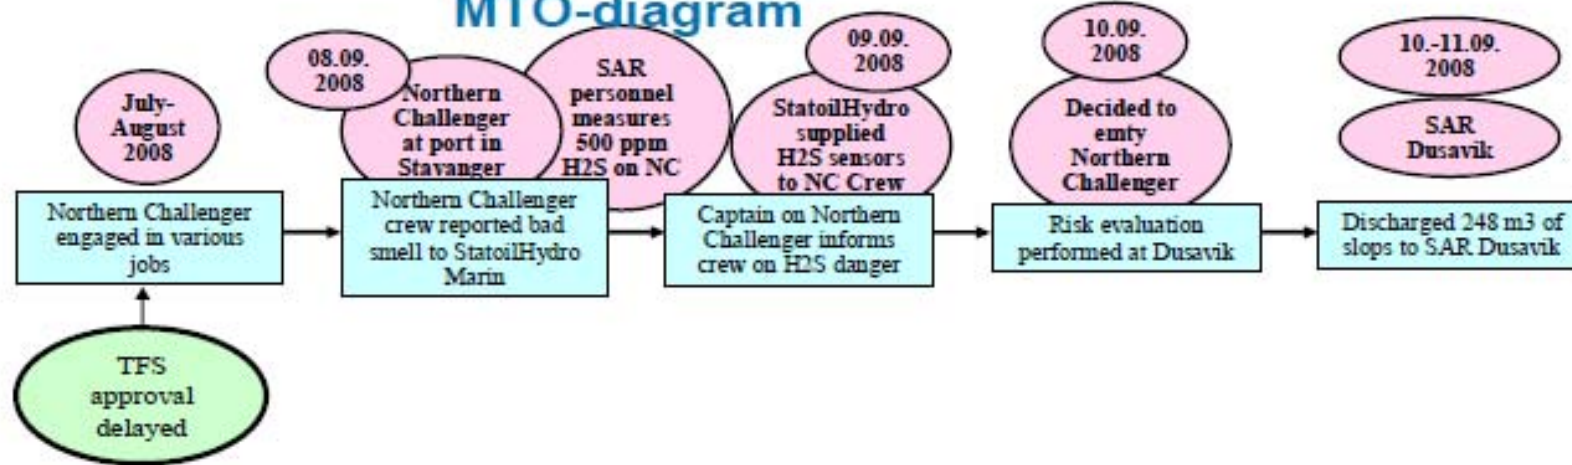 MTO-diagram
July-
August
2008
Northern Challenger
engaged in various
jobs
TFS
approval
delayed
08.09.
2008
Northern
Challenger
at port in
Stavanger
SAR
personnel
measures
500 ppm
H2S on NC
Northern Challenger
crew reported bad
smell to StatoilHydro
Marin
09.09.
2008
StatoilHydro
supplied
H2S sensors
to NC Crew
Captain on Northern
Challenger informs
crew on H2S danger
10.09.
2008
Decided to
emty
Northern
Challenger
Risk evaluation
performed at Dusavik
10.-11.09.
2008
SAR
Dusavik
Discharged 248 m3 of
slops to SAR Dusavik